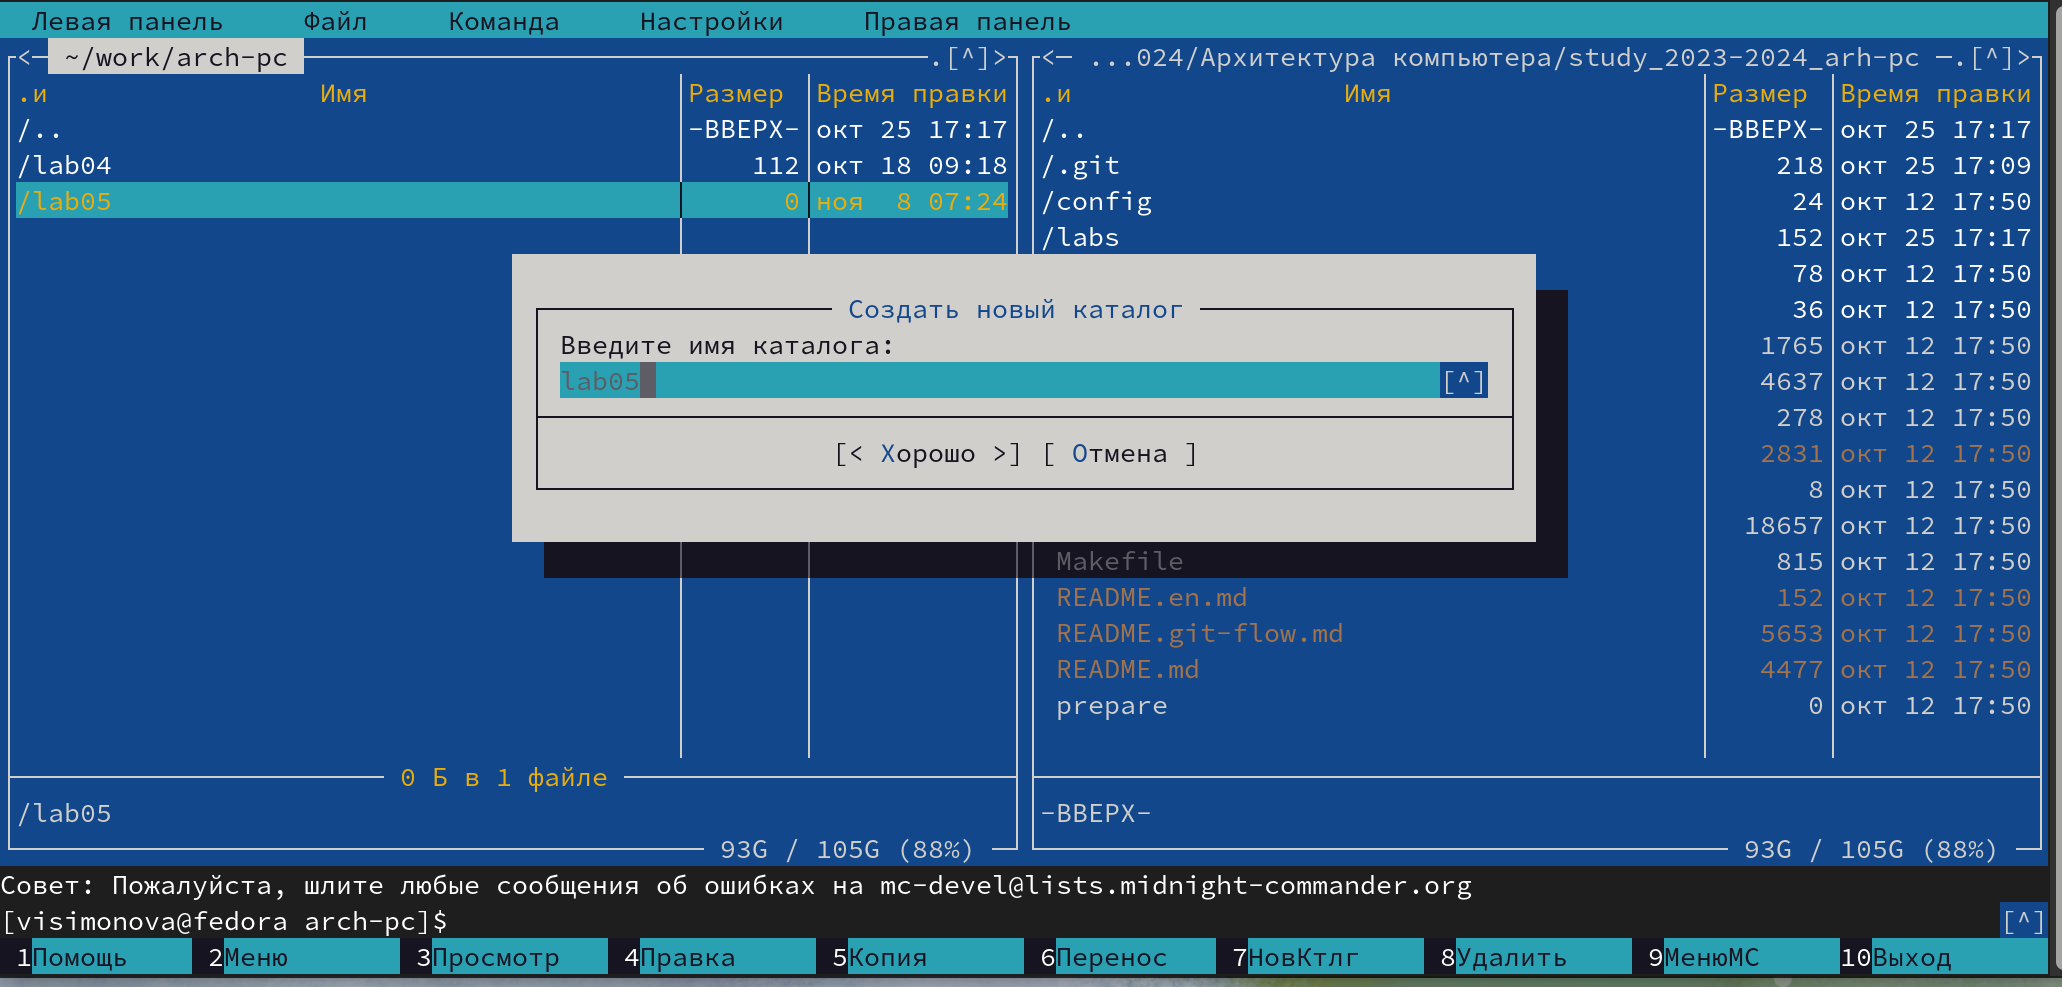 Левая панель Файл Команда Настройки Правая панель
<─ ~/work/arch-pc .[^]> <─ ...024/Архитектура компьютера/study_2023-2024_arh-pc ─.[^]>
.и Имя Размер Время правки .и Имя Размер Время правки
/.. -ВВЕРХ- окт 25 17:17 /.. -ВВЕРХ- окт 25 17:17
/lab04 112 окт 18 09:18 /.git 218 окт 25 17:09
/lab05 0 ноя 8 07:24 /config 24 окт 12 17:50
/labs 152 окт 25 17:17
78 окт 12 17:50
Создать новый каталог 36 окт 12 17:50
Введите имя каталога: 1765 окт 12 17:50
lab05 [^] 4637 окт 12 17:50
278 окт 12 17:50
[< Хорошо >] [ Отмена ] 2831 окт 12 17:50
8 окт 12 17:50
18657 окт 12 17:50
Makefile 815 окт 12 17:50
README.en.md 152 окт 12 17:50
README.git-flow.md 5653 окт 12 17:50
README.md 4477 окт 12 17:50
prepare 0 окт 12 17:50
0 Б в 1 файле
/lab05 -ВВЕРХ-
93G / 105G (88%) 93G / 105G (88%)
Совет: Пожалуйста, шлите любые сообщения об ошибках на mc-devel@lists.midnight-commander.org
[visimonova@fedora arch-pc]$ [^]
1Помощь 2Меню 3Просмотр 4Правка 5Копия 6Перенос 7НовКтлг 8Удалить 9МенюMC 10Выход